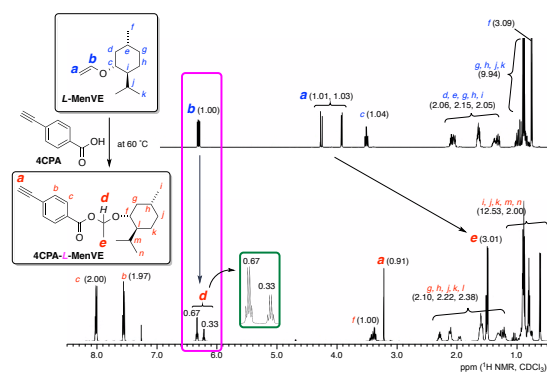 f
d
e
g
b
c
h
a
O
i
j
k
L-MenVE
OH
O
4CPA
at 60 ˚C
a
b
c
d
H
O
O
O
e
f
g
h
i
j
k
l
m
n
4CPA-L-MenVE
b (1.00)
a
(1.01, 1.03)
c (1.04)
d, e, g, h, i
(2.06, 2.15, 2.05)
f (3.09)
g, h, j, k
(9.94)
c (2.00)
b (1.97)
d
0.67
0.33
0.67
0.33
f (1.00)
a (0.91)
g, h, j, k, l
(2.10, 2.22, 2.38)
e (3.01)
i, j, k, m, n
(12.53, 2.00)
8.0
7.0
6.0
5.0
4.0
3.0
2.0
1.0
ppm (¹H NMR, CDCl₃)